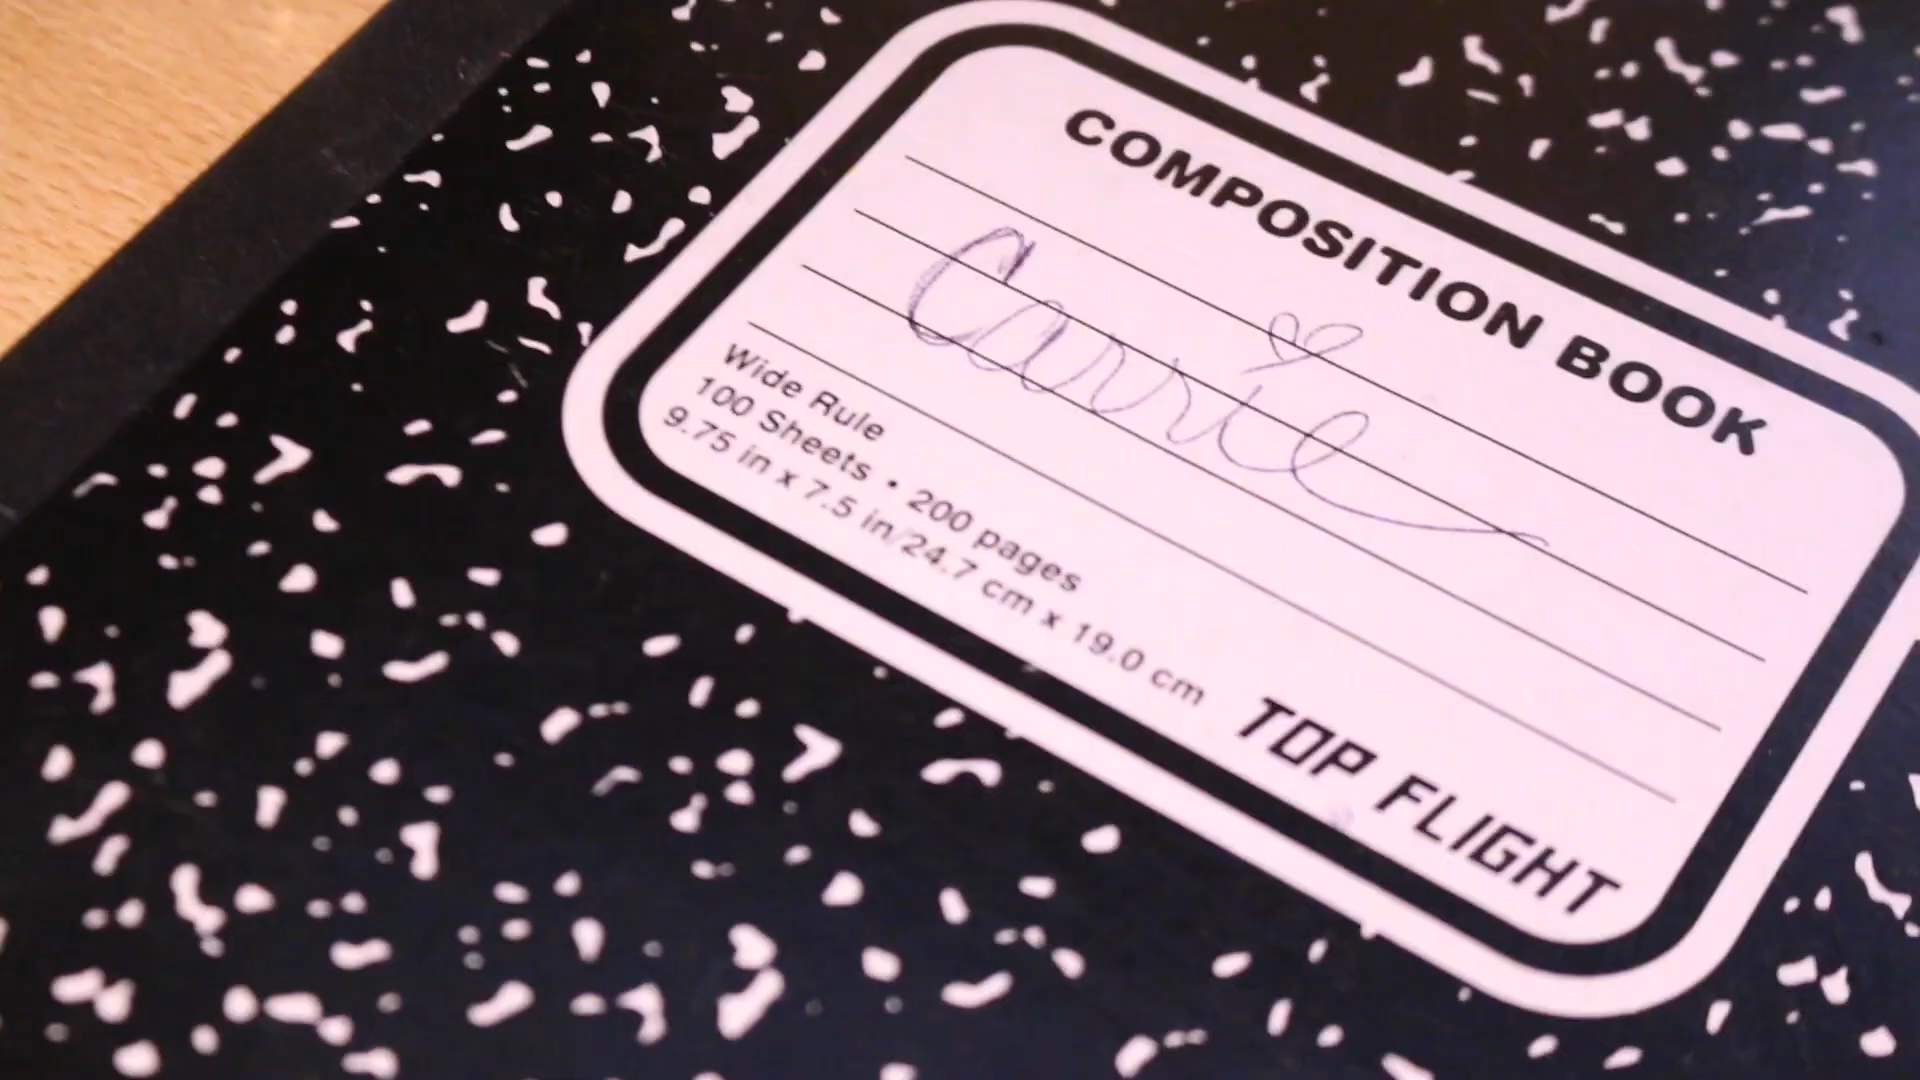 COMPOSITION BOOK
Carrie
Wide Rule
100 Sheets • 200 pages
9.75 in x 7.5 in/24.7 cm x 19.0 cm
TOP FLIGHT